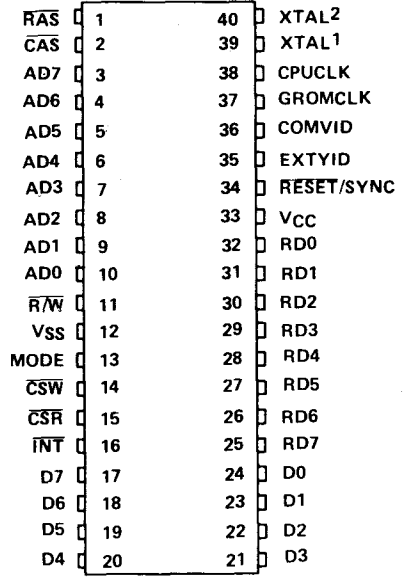 RAS 1 40 XTAL2
CAS 2 39 XTAL1
AD7 3 38 CPUCLK
AD6 4 37 GROMCLK
AD5 5 36 COMVID
AD4 6 35 EXTYID
AD3 7 34 RESET/SYNC
AD2 8 33 VCC
AD1 9 32 RD0
AD0 10 31 RD1
R/W 11 30 RD2
VSS 12 29 RD3
MODE 13 28 RD4
CSW 14 27 RD5
CSR 15 26 RD6
INT 16 25 RD7
D7 17 24 D0
D6 18 23 D1
D5 19 22 D2
D4 20 21 D3